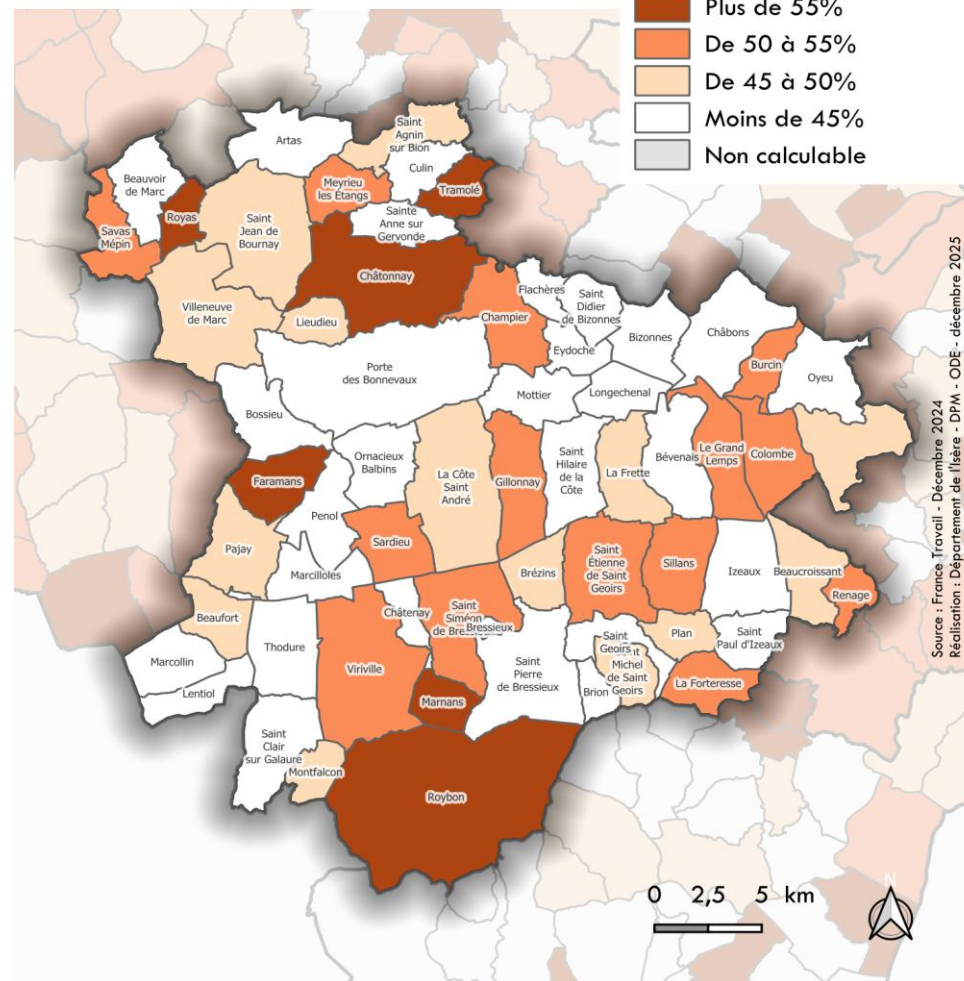 Plus de 55%
De 50 à 55%
De 45 à 50%
Moins de 45%
Non calculable
Artas
Saint
Agnin
sur Bion
Culin
Beauvoir
de Marc
Meyrieu
les Étangs
Tramolé
Royas
Savas
Mépin
Saint
Jean de
Bournay
Sainte
Anne sur
Gervonde
Châtonnay
Villeneuve
de Marc
Lieudieu
Champier
Flachères
Saint
Didier
de Bizonnes
Eydoche
Bizonnes
Châbons
Burcin
Oyeu
Porte
des Bonnevaux
Mottier
Longechenal
Bossieu
Ornacieux
Balbins
La Côte
Saint
André
Gillonnay
Saint
Hilaire
de la
Côte
La Frette
Bévenais
Le Grand
Lemps
Colombe
Faramans
Penol
Pajay
Sardieu
Marcilloles
Brézins
Saint
Étienne
de Saint
Geoirs
Sillans
Izeaux
Beaucroissant
Renage
Beaufort
Thodure
Châtenay
Saint
Siméon
de
Bressieux
Viriville
Marcollin
Lentiol
Marnans
Saint
Pierre
de Bressieux
Saint
Geoirs
Michel
de Saint
Geoirs
Brion
Plan
Saint
Paul d'Izeaux
La Forteresse
Saint
Clair
sur Galaure
Montfalcon
Roybon
0 2,5 5 km
N
Source : France Travail - Décembre 2024
Réalisation : Département de l'Isère - DPM - ODE - décembre 2025